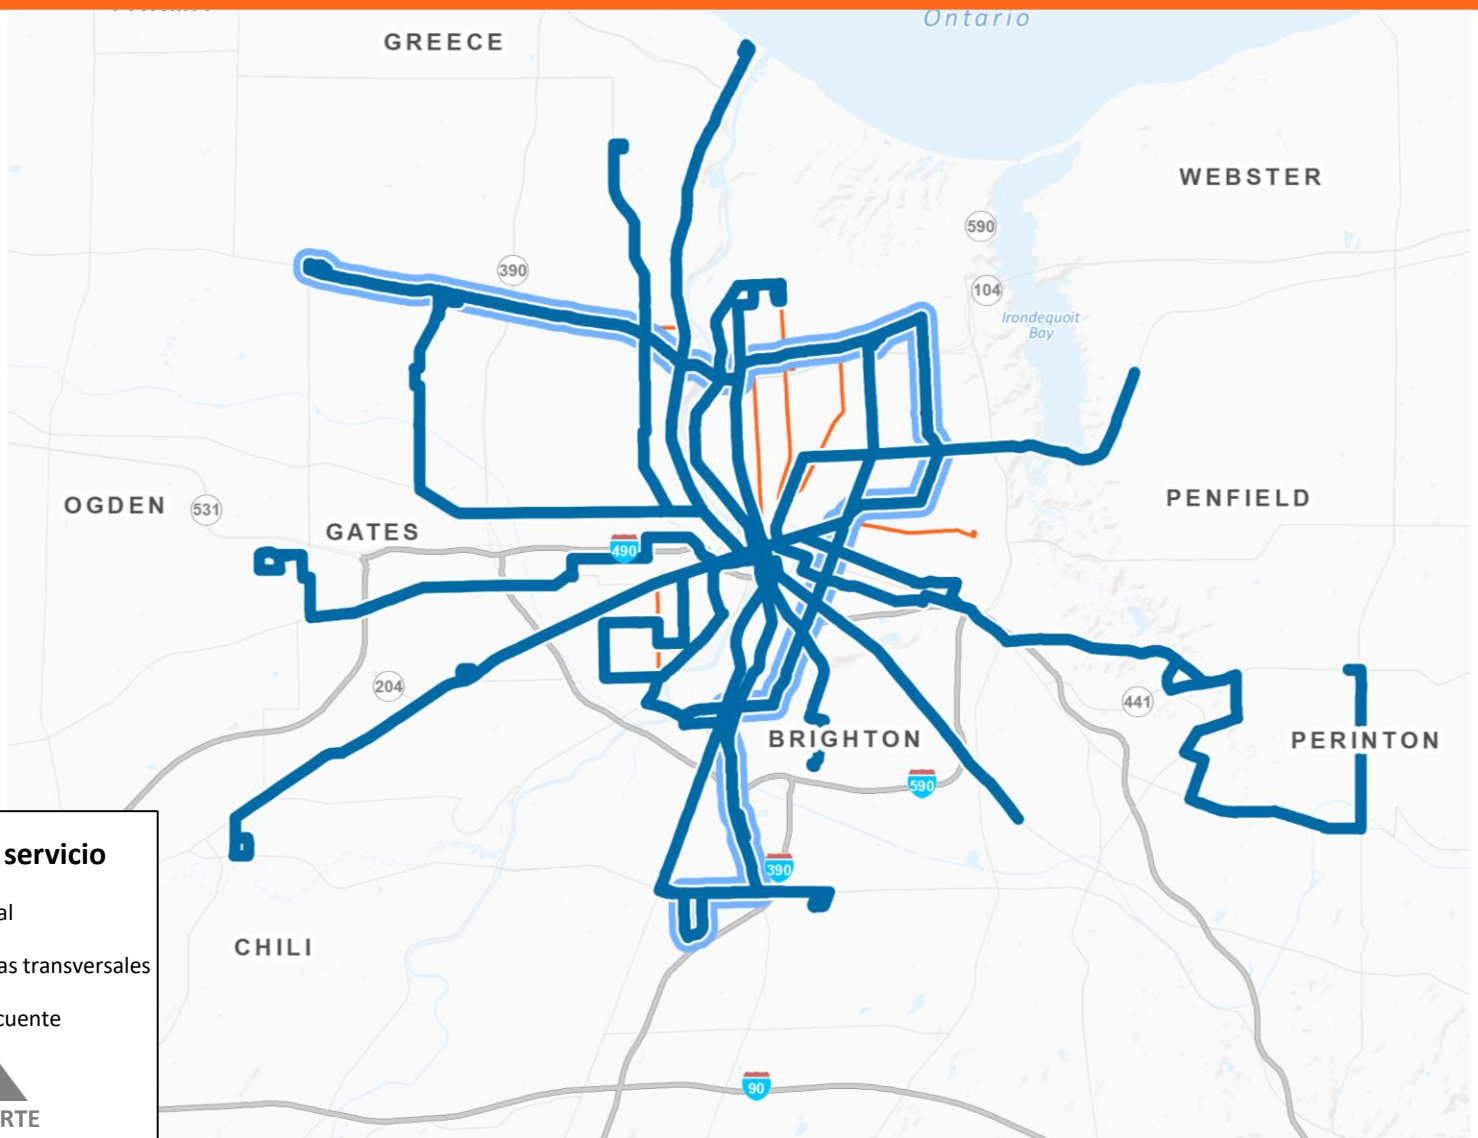 Ontario
GREECE
WEBSTER
590
390
104
Irondequoit
Bay
OGDEN
531
GATES
490
PENFIELD
204
441
BRIGHTON
PERINTON
590
390
servicio
al
as transversales
cuente
RTE
CHILI
90